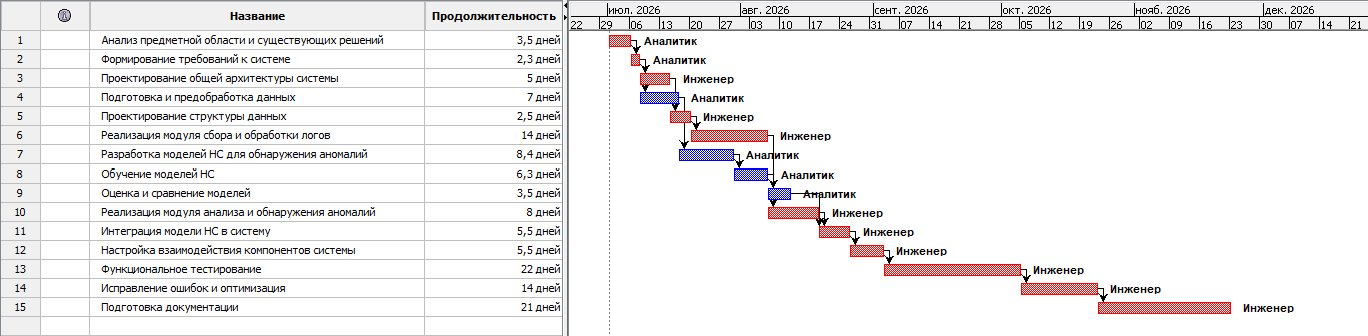 Название Продолжительность
июл. 2026 авг. 2026 сент. 2026 окт. 2026 нояб. 2026 дек. 2026
22 29 06 13 20 27 03 10 17 24 31 07 14 21 28 05 12 19 26 02 09 16 23 30 07 14 21
1 Анализ предметной области и существующих решений 3,5 дней Аналитик
2 Формирование требований к системе 2,3 дней Аналитик
3 Проектирование общей архитектуры системы 5 дней Инженер
4 Подготовка и предобработка данных 7 дней Аналитик
5 Проектирование структуры данных 2,5 дней Инженер
6 Реализация модуля сбора и обработки логов 14 дней Инженер
7 Разработка моделей НС для обнаружения аномалий 8,4 дней Аналитик
8 Обучение моделей НС 6,3 дней Аналитик
9 Оценка и сравнение моделей 3,5 дней Аналитик
10 Реализация модуля анализа и обнаружения аномалий 8 дней Инженер
11 Интеграция модели НС в систему 5,5 дней Инженер
12 Настройка взаимодействия компонентов системы 5,5 дней Инженер
13 Функциональное тестирование 22 дней Инженер
14 Исправление ошибок и оптимизация 14 дней Инженер
15 Подготовка документации 21 дней Инженер